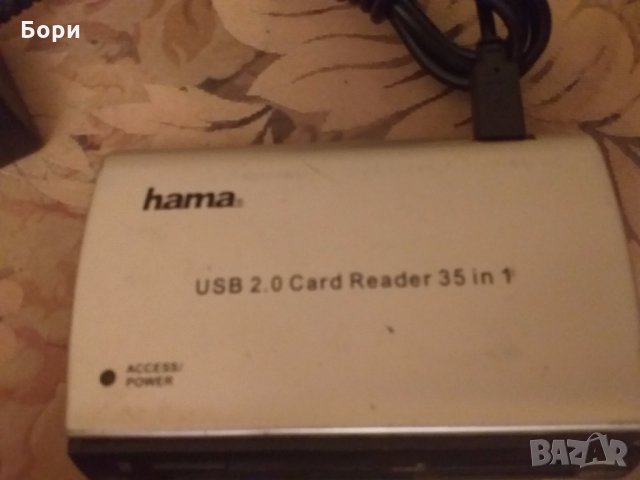 Бори
hama®
USB 2.0 Card Reader 35 in 1
ACCESS/
POWER
BAZAR